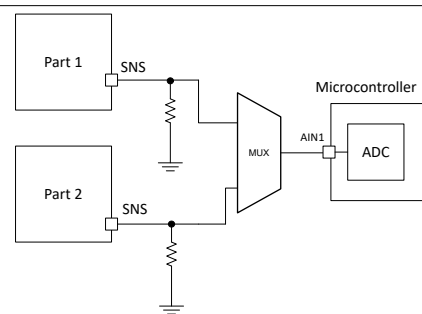 Part 1
SNS
Microcontroller
AIN1
MUX
ADC
Part 2
SNS